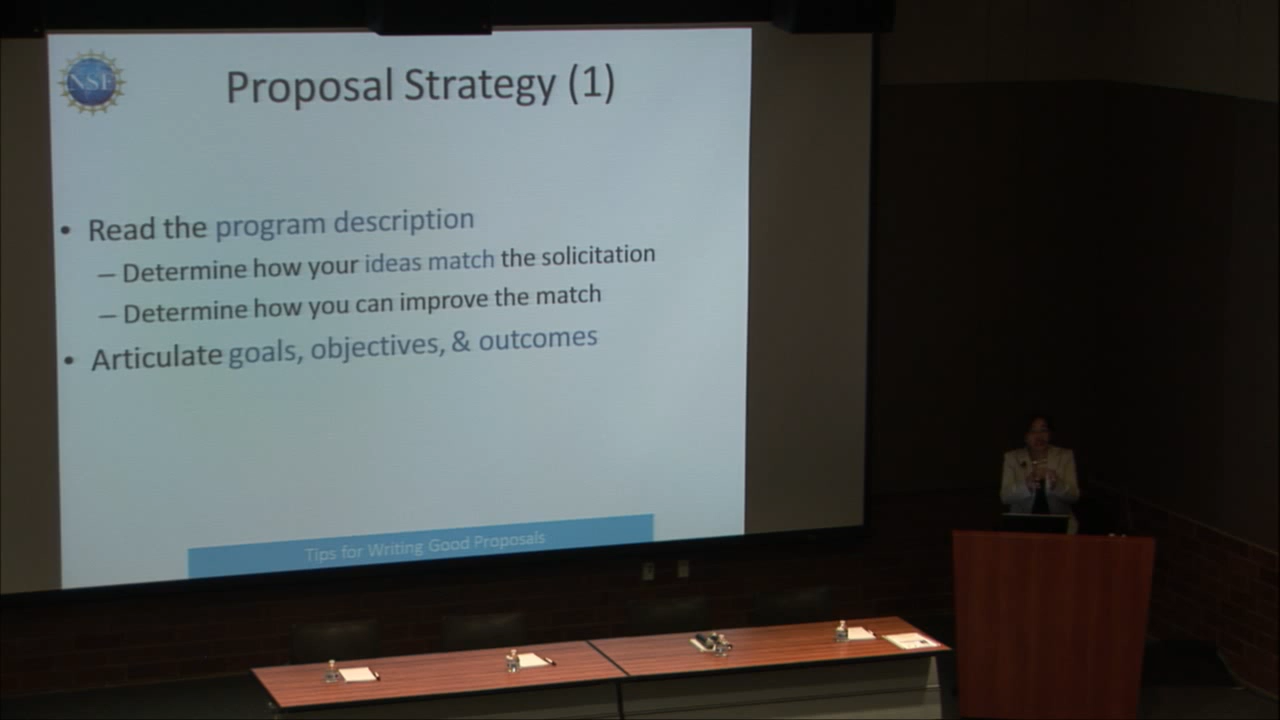 NSF
Proposal Strategy (1)
• Read the program description
– Determine how your ideas match the solicitation
– Determine how you can improve the match
• Articulate goals, objectives, & outcomes
Tips for Writing Good Proposals